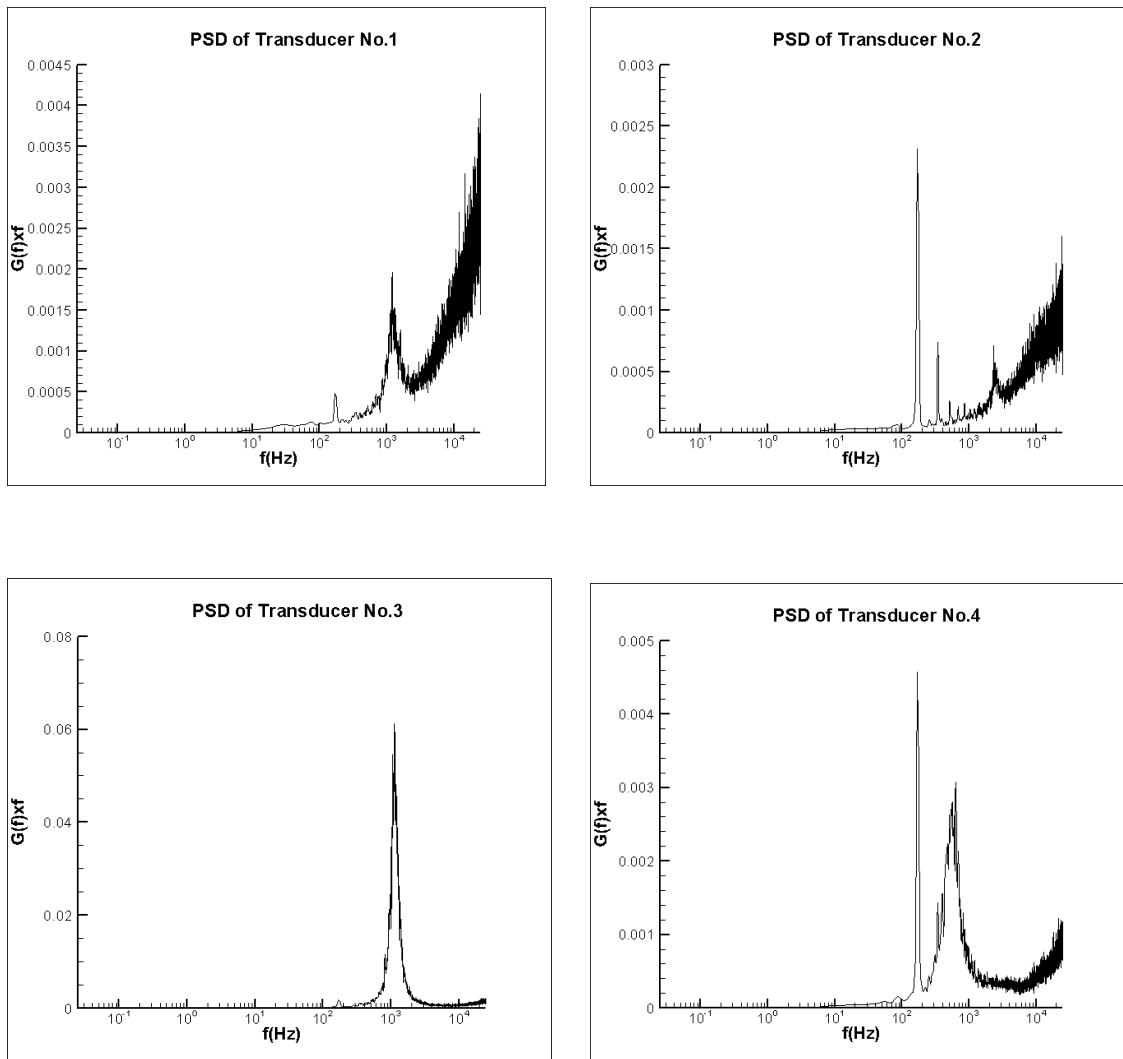 PSD of Transducer No.1
0.0045
0.004
0.0035
0.003
0.0025
0.002
0.0015
0.001
0.0005
0
G(f)xf
10⁻¹ 10⁰ 10¹ 10² 10³ 10⁴
f(Hz)
PSD of Transducer No.2
0.003
0.0025
0.002
0.0015
0.001
0.0005
0
G(f)xf
10⁻¹ 10⁰ 10¹ 10² 10³ 10⁴
f(Hz)
PSD of Transducer No.3
0.08
0.06
0.04
0.02
0
G(f)xf
10⁻¹ 10⁰ 10¹ 10² 10³ 10⁴
f(Hz)
PSD of Transducer No.4
0.005
0.004
0.003
0.002
0.001
0
G(f)xf
10⁻¹ 10⁰ 10¹ 10² 10³ 10⁴
f(Hz)